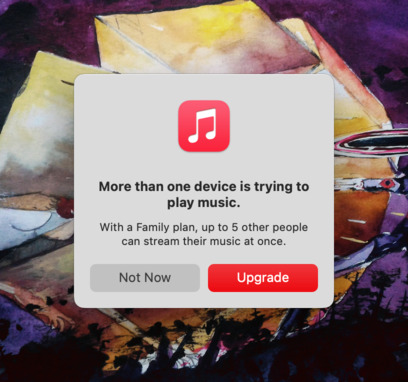 More than one device is trying to
play music.
With a Family plan, up to 5 other people
can stream their music at once.
Not Now
Upgrade